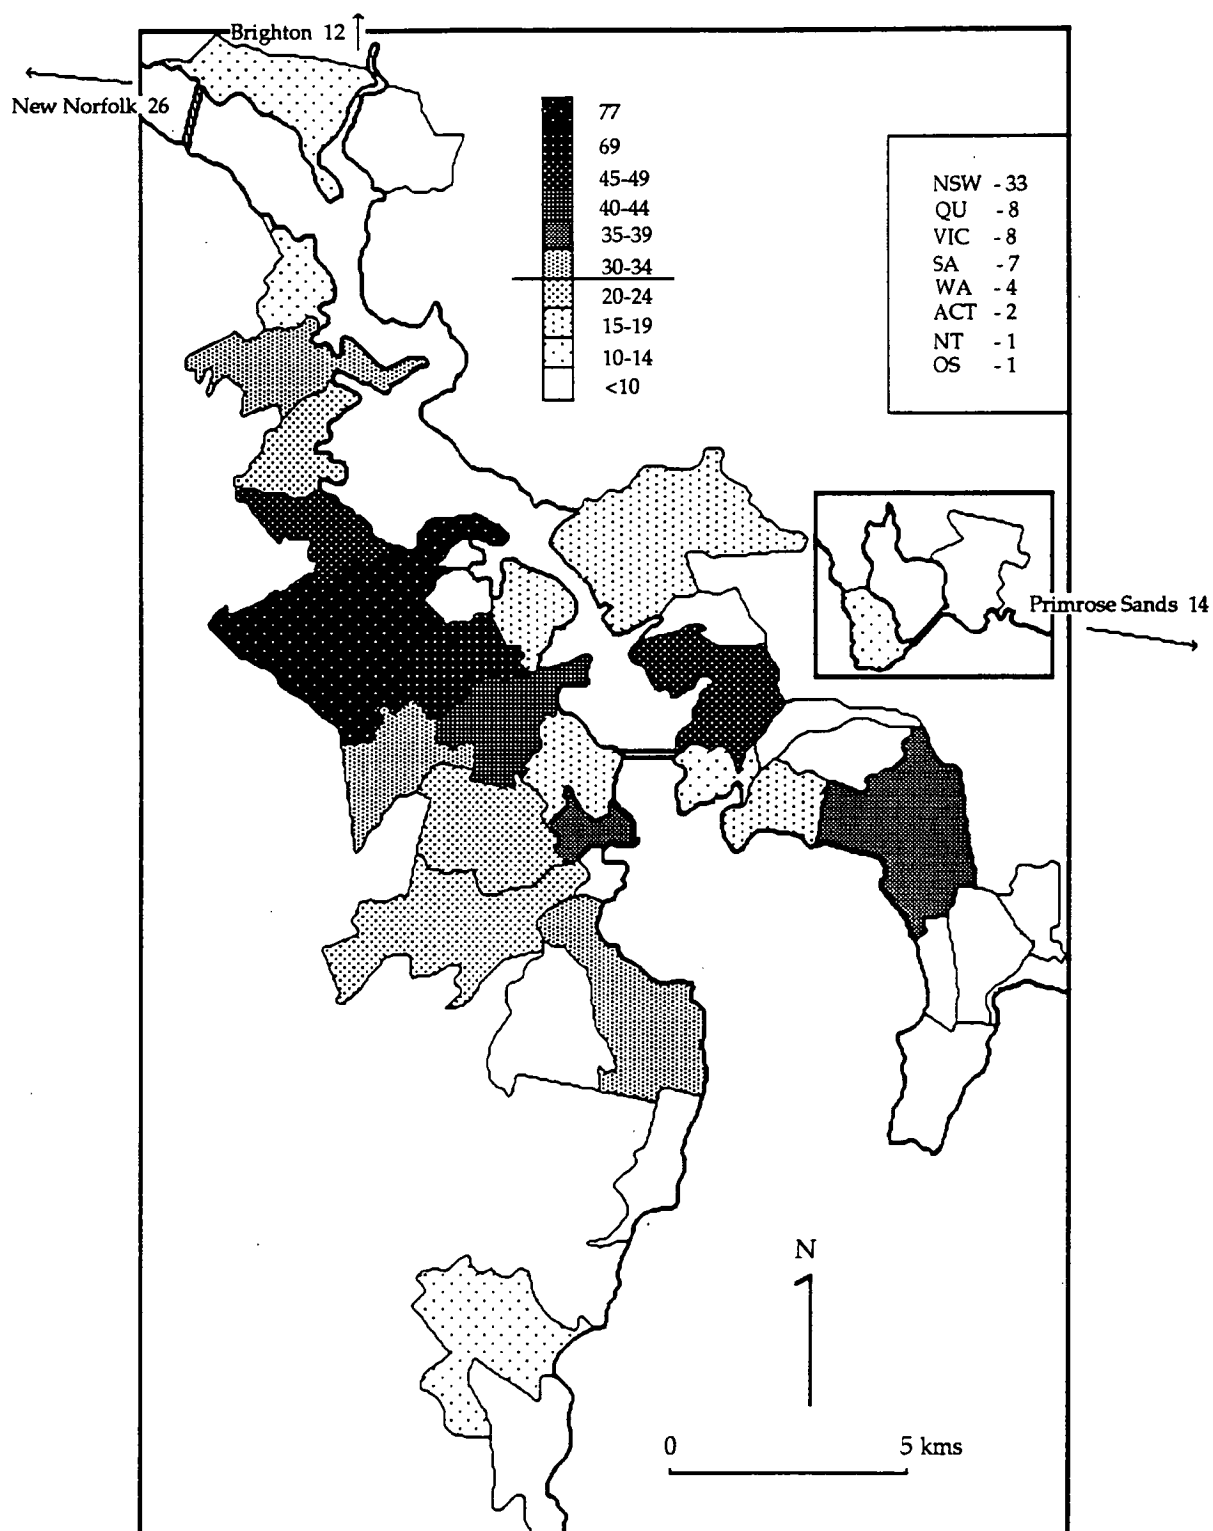 Brighton 12
New Norfolk 26
77
69
45-49
40-44
35-39
30-34
20-24
15-19
10-14
<10
NSW - 33
QU - 8
VIC - 8
SA - 7
WA - 4
ACT - 2
NT - 1
OS - 1
Primrose Sands 14
N
0 5 kms